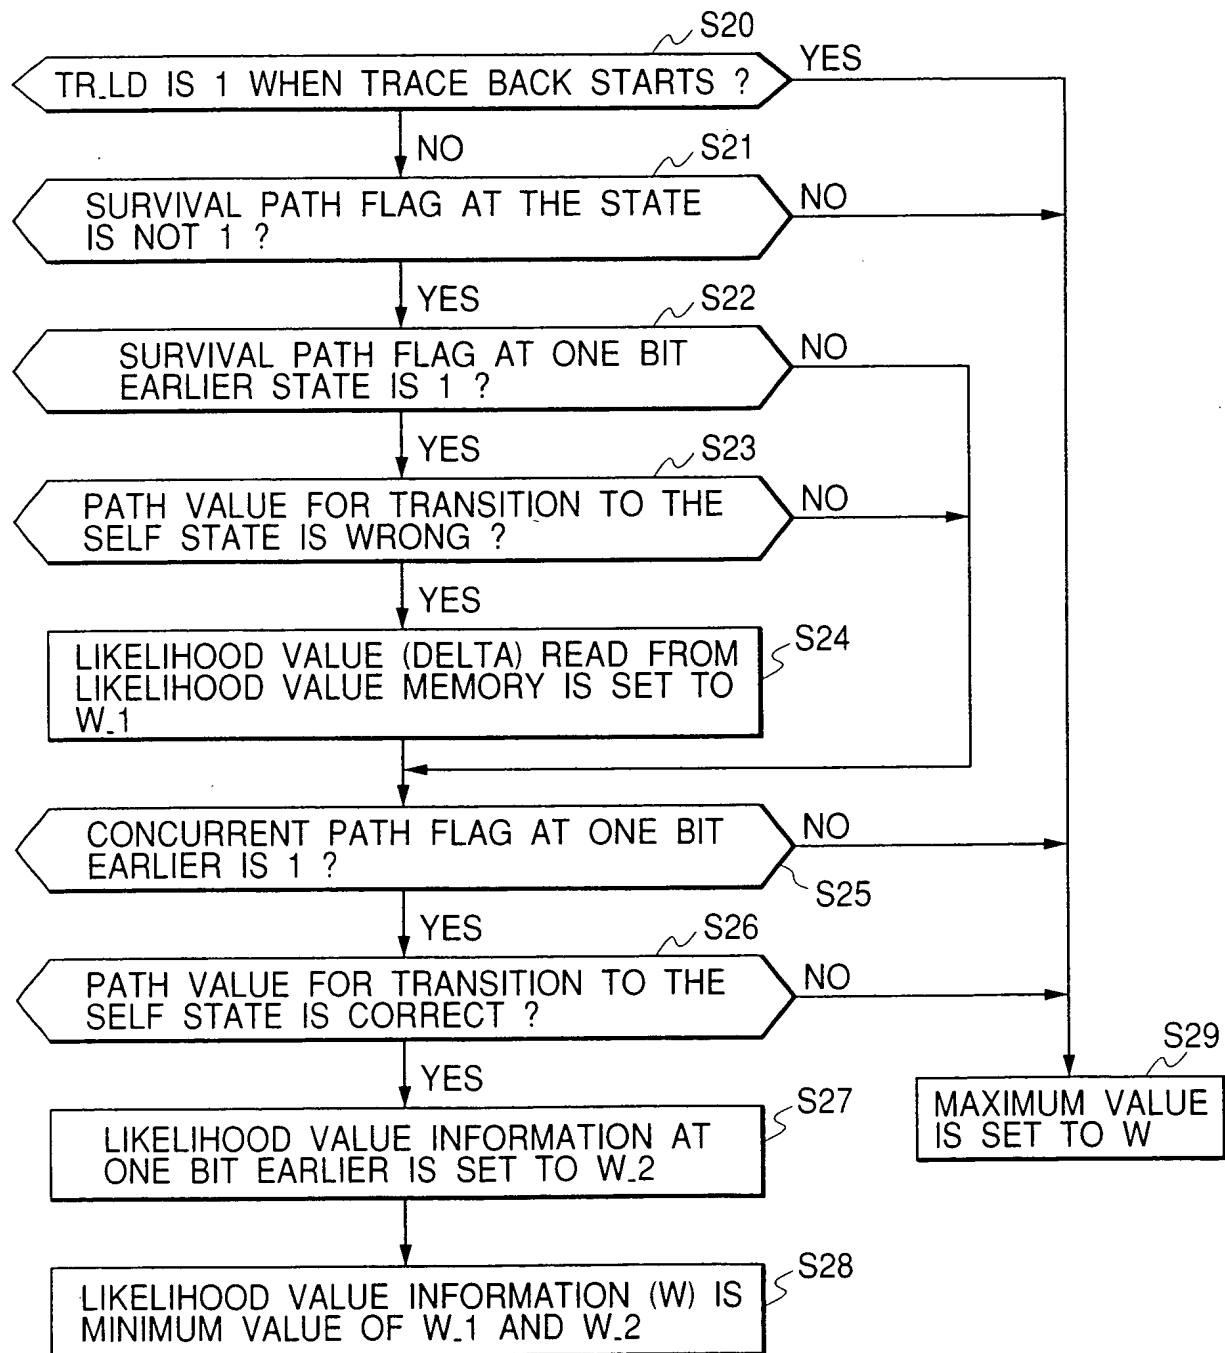 S20
TR_LD IS 1 WHEN TRACE BACK STARTS ?
YES
NO
S21
SURVIVAL PATH FLAG AT THE STATE
IS NOT 1 ?
NO
YES
S22
SURVIVAL PATH FLAG AT ONE BIT
EARLIER STATE IS 1 ?
NO
YES
S23
PATH VALUE FOR TRANSITION TO THE
SELF STATE IS WRONG ?
NO
YES
S24
LIKELIHOOD VALUE (DELTA) READ FROM
LIKELIHOOD VALUE MEMORY IS SET TO
W_1
CONCURRENT PATH FLAG AT ONE BIT
EARLIER IS 1 ?
NO
S25
YES
S26
PATH VALUE FOR TRANSITION TO THE
SELF STATE IS CORRECT ?
NO
YES
S27
LIKELIHOOD VALUE INFORMATION AT
ONE BIT EARLIER IS SET TO W_2
S29
MAXIMUM VALUE
IS SET TO W
S28
LIKELIHOOD VALUE INFORMATION (W) IS
MINIMUM VALUE OF W_1 AND W_2